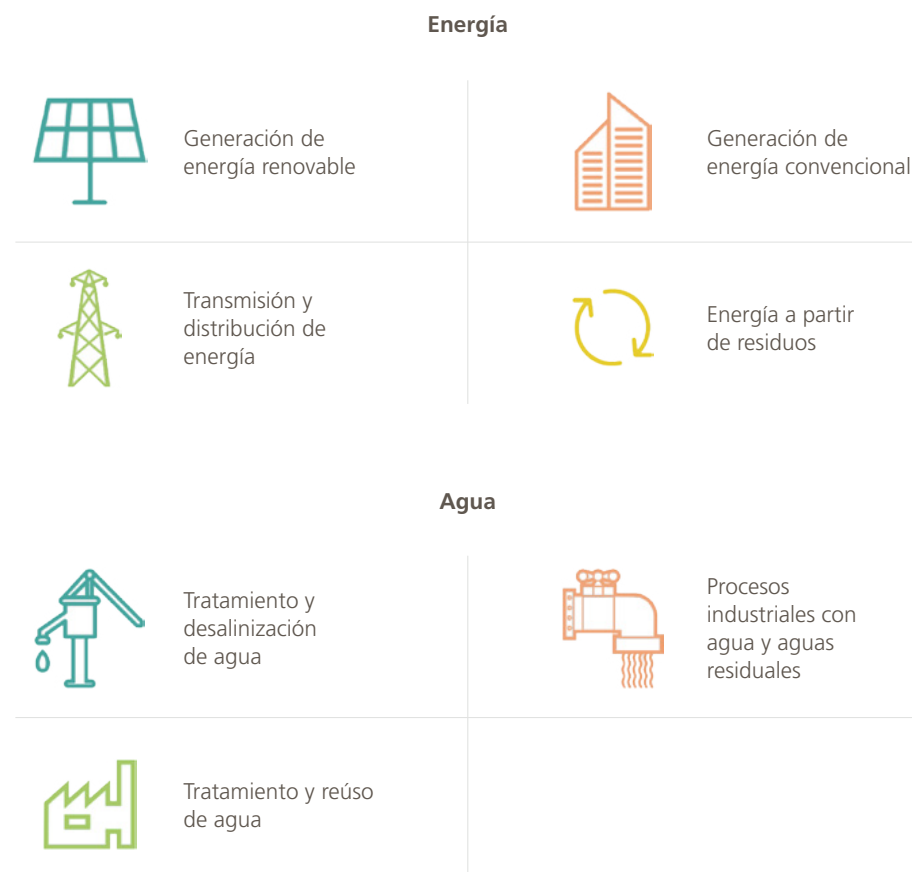 Energía
Generación de
energía renovable
Generación de
energía convencional
Transmisión y
distribución de
energía
Energía a partir
de residuos
Agua
Tratamiento y
desalinización
de agua
Procesos
industriales con
agua y aguas
residuales
Tratamiento y reúso
de agua